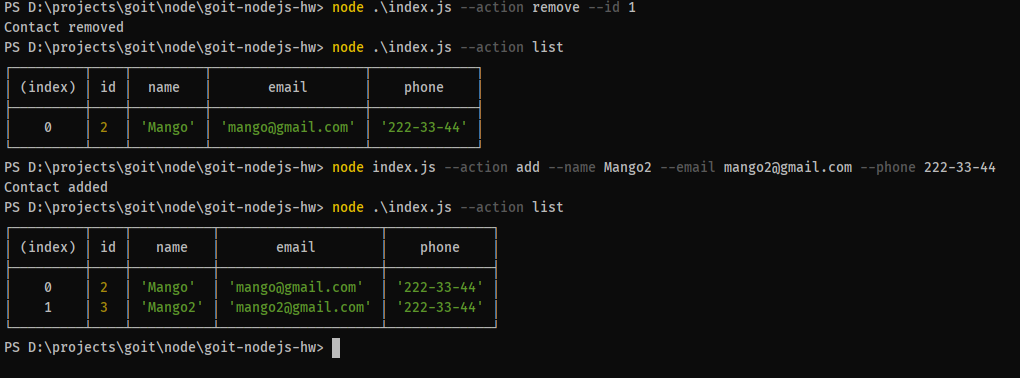 PS D:\projects\goit\node\goit-nodejs-hw> node .\index.js --action remove --id 1
Contact removed
PS D:\projects\goit\node\goit-nodejs-hw> node .\index.js --action list
(index) id name email phone
0 2 'Mango' 'mango@gmail.com' '222-33-44'
PS D:\projects\goit\node\goit-nodejs-hw> node index.js --action add --name Mango2 --email mango2@gmail.com --phone 222-33-44
Contact added
PS D:\projects\goit\node\goit-nodejs-hw> node .\index.js --action list
(index) id name email phone
0 2 'Mango' 'mango@gmail.com' '222-33-44'
1 3 'Mango2' 'mango2@gmail.com' '222-33-44'
PS D:\projects\goit\node\goit-nodejs-hw>